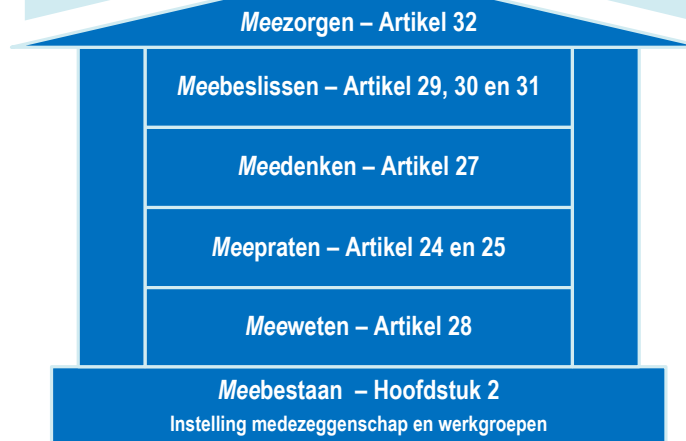 Meezorgen – Artikel 32
Meebeslissen – Artikel 29, 30 en 31
Meedenken – Artikel 27
Meepraten – Artikel 24 en 25
Meeweten – Artikel 28
Meebestaan – Hoofdstuk 2
Instelling medezeggenschap en werkgroepen